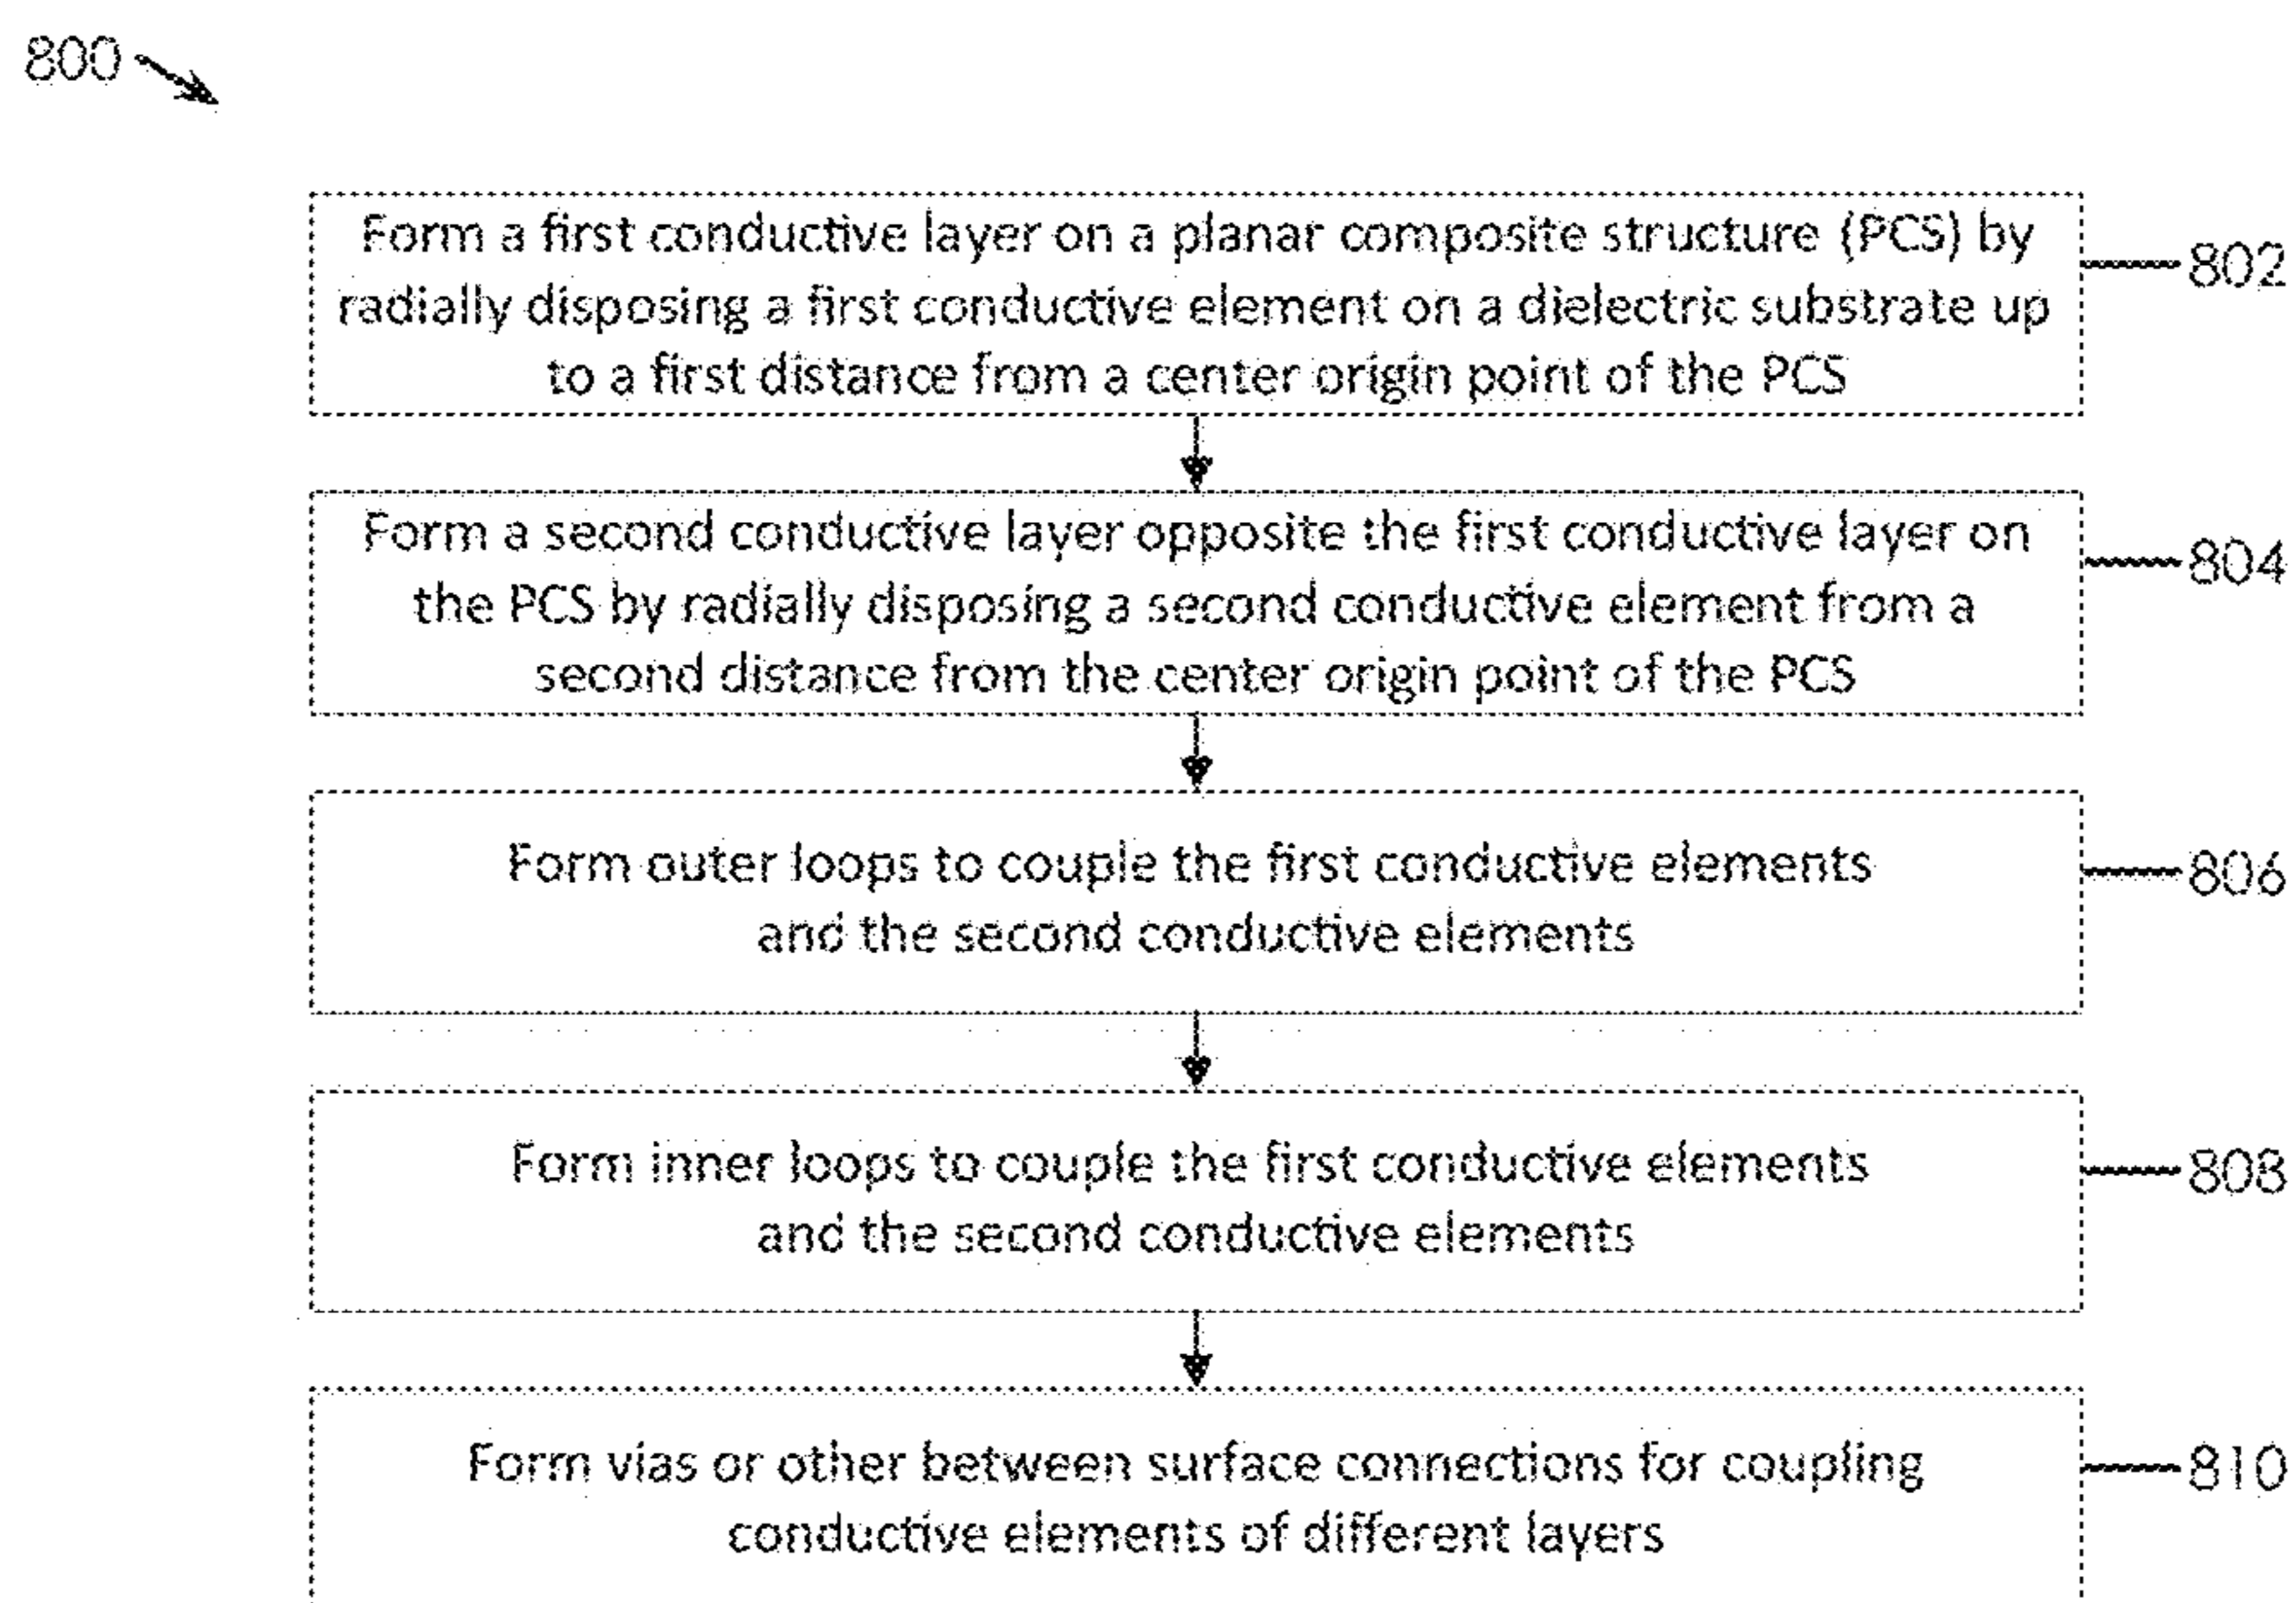 800
Form a first conductive layer on a planar composite structure (PCS) by
radially disposing a first conductive element on a dielectric substrate up
to a first distance from a center origin point of the PCS
802
Form a second conductive layer opposite the first conductive layer on
the PCS by radially disposing a second conductive element from a
second distance from the center origin point of the PCS
804
Form outer loops to couple the first conductive elements
and the second conductive elements
806
Form inner loops to couple the first conductive elements
and the second conductive elements
808
Form vias or other between surface connections for coupling
conductive elements of different layers
810